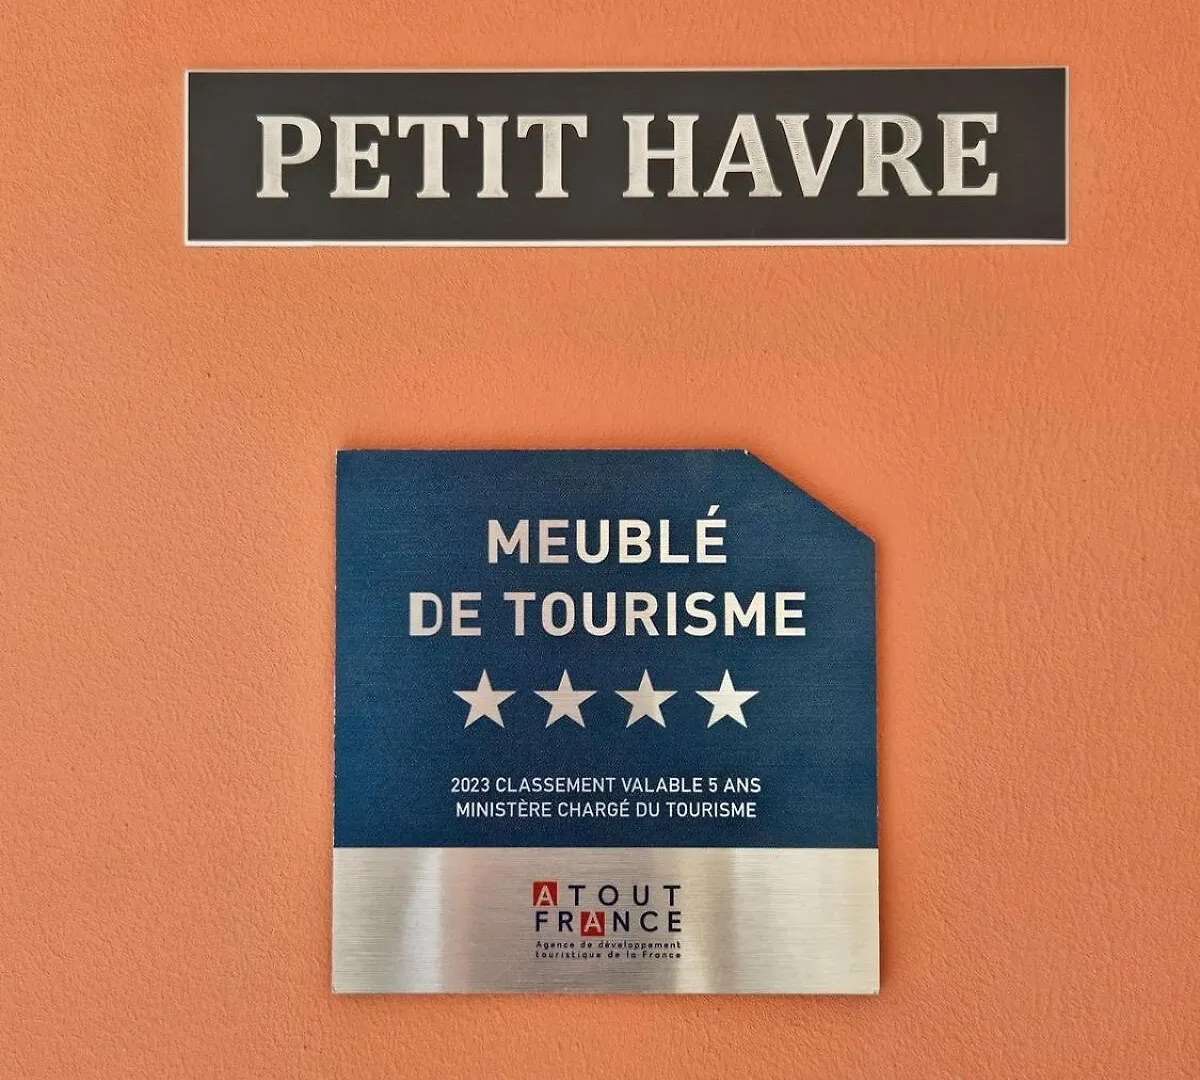 PETIT HAVRE
MEUBLÉ
DE TOURISME
2023 CLASSEMENT VALABLE 5 ANS
MINISTÈRE CHARGÉ DU TOURISME
ATOUT
FRANCE
Agence de développement
touristique de la France